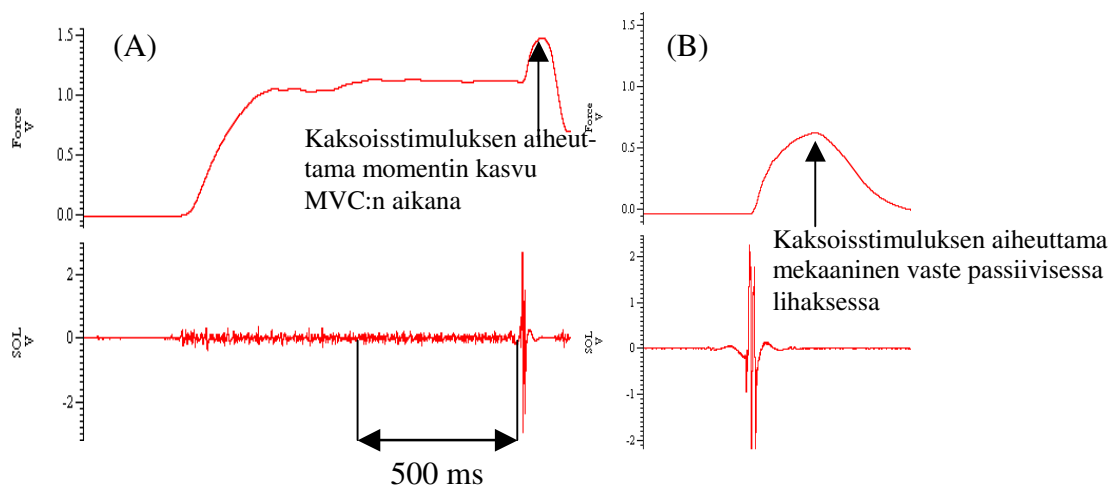 (A)
1.5
1.0
0.5
0.0
Force
V
Kaksoisstimuluksen aiheut-
tama momentin kasvu
MVC:n aikana
2
0
-2
SOL
V
500 ms
(B)
1.5
1.0
0.5
0.0
Force
V
Kaksoisstimuluksen aiheuttama
mekaaninen vaste passiivisessa
lihaksessa
2
1
0
-1
-2
SOL
V